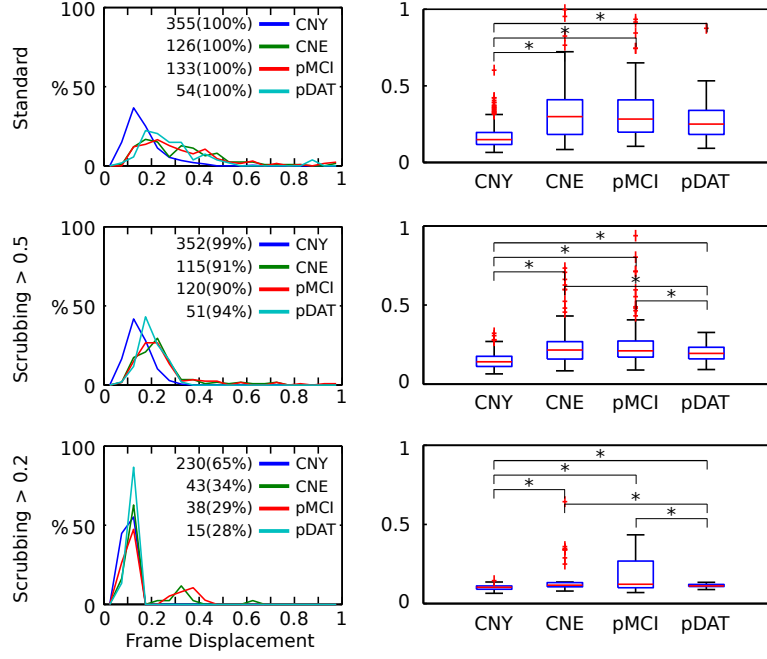 Standard
100
%
0
355(100%) CNY
126(100%) CNE
133(100%) pMCI
54(100%) pDAT
0 0.2 0.4 0.6 0.8 1
1
0.5
0
* * *
CNY CNE pMCI pDAT
Scrubbing > 0.5
100
%50
0
352(99%) CNY
115(91%) CNE
120(90%) pMCI
51(94%) pDAT
0 0.2 0.4 0.6 0.8 1
1
0.5
0
* * * * *
CNY CNE pMCI pDAT
Scrubbing > 0.2
100
%50
0
230(65%) CNY
43(34%) CNE
38(29%) pMCI
15(28%) pDAT
0 0.2 0.4 0.6 0.8 1
Frame Displacement
1
0.5
0
* * * * *
CNY CNE pMCI pDAT